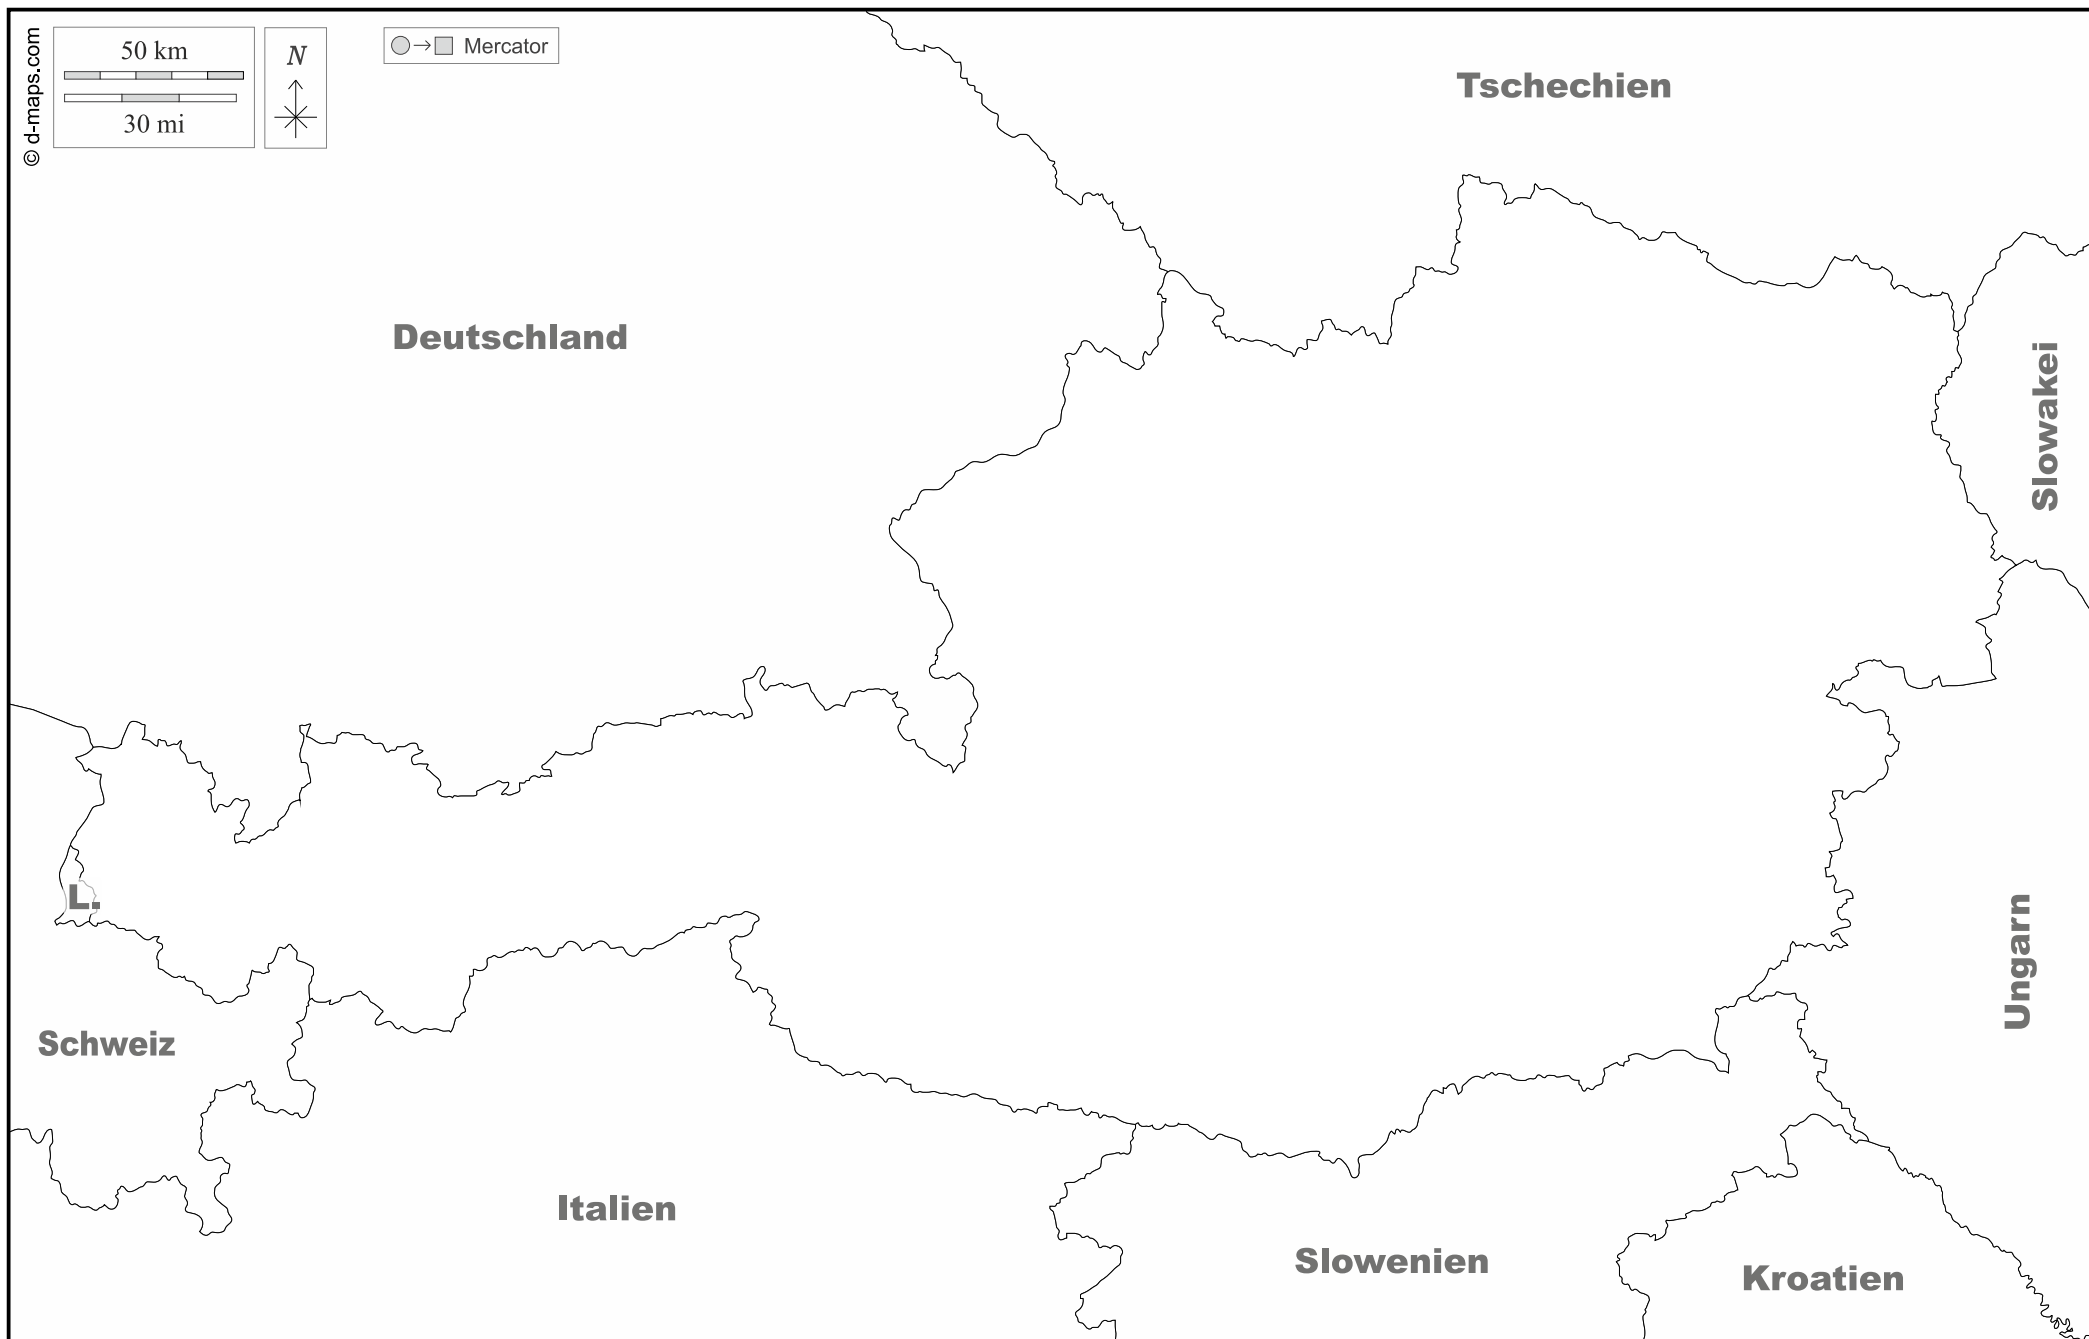 © d-maps.com
50 km
30 mi
N
Mercator
Tschechien
Deutschland
Slowakei
L.
Ungarn
Schweiz
Italien
Slowenien
Kroatien